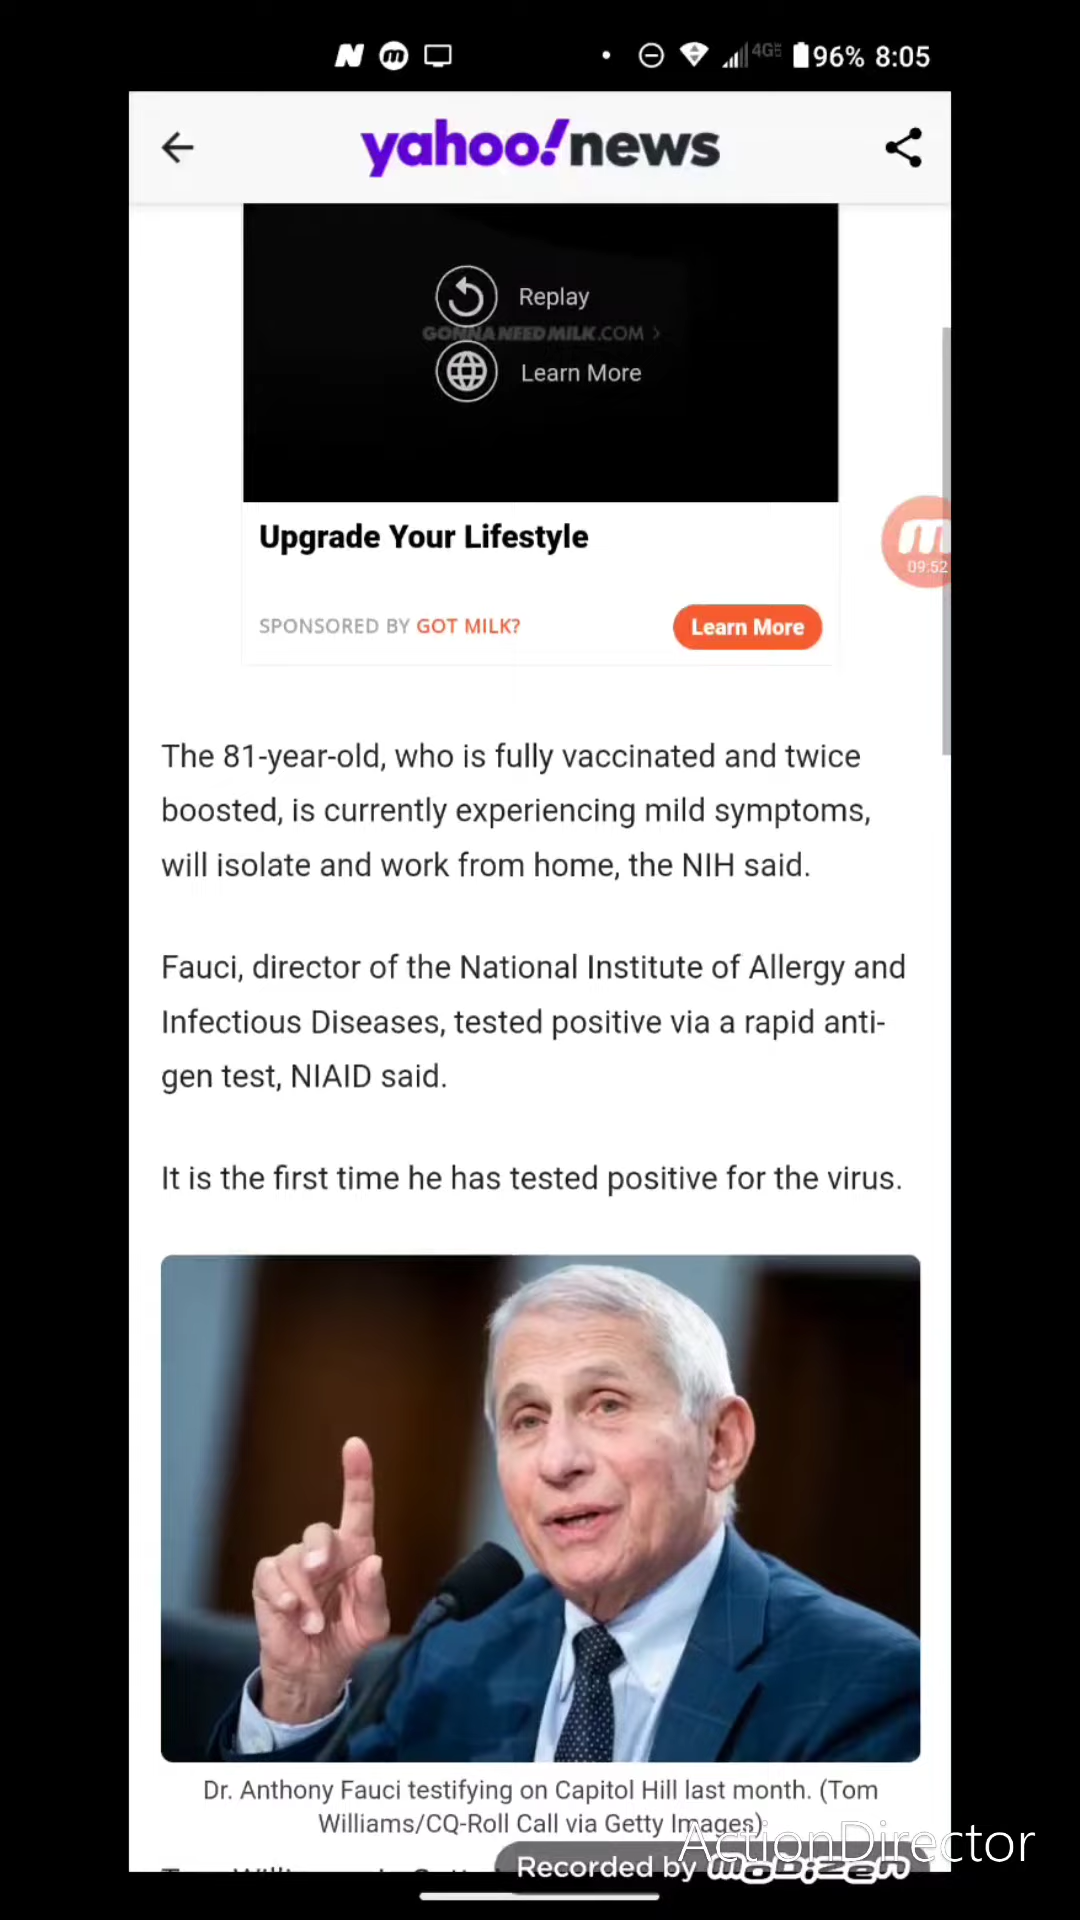 96% 8:05
yahoo!news
Replay
GONNANEEDMILK.COM >
Learn More
09:52
Upgrade Your Lifestyle
SPONSORED BY GOT MILK?
Learn More
The 81-year-old, who is fully vaccinated and twice
boosted, is currently experiencing mild symptoms,
will isolate and work from home, the NIH said.
Fauci, director of the National Institute of Allergy and
Infectious Diseases, tested positive via a rapid anti-
gen test, NIAID said.
It is the first time he has tested positive for the virus.
Dr. Anthony Fauci testifying on Capitol Hill last month. (Tom
Williams/CQ-Roll Call via Getty Images)
ActionDirector
Recorded by mobizen